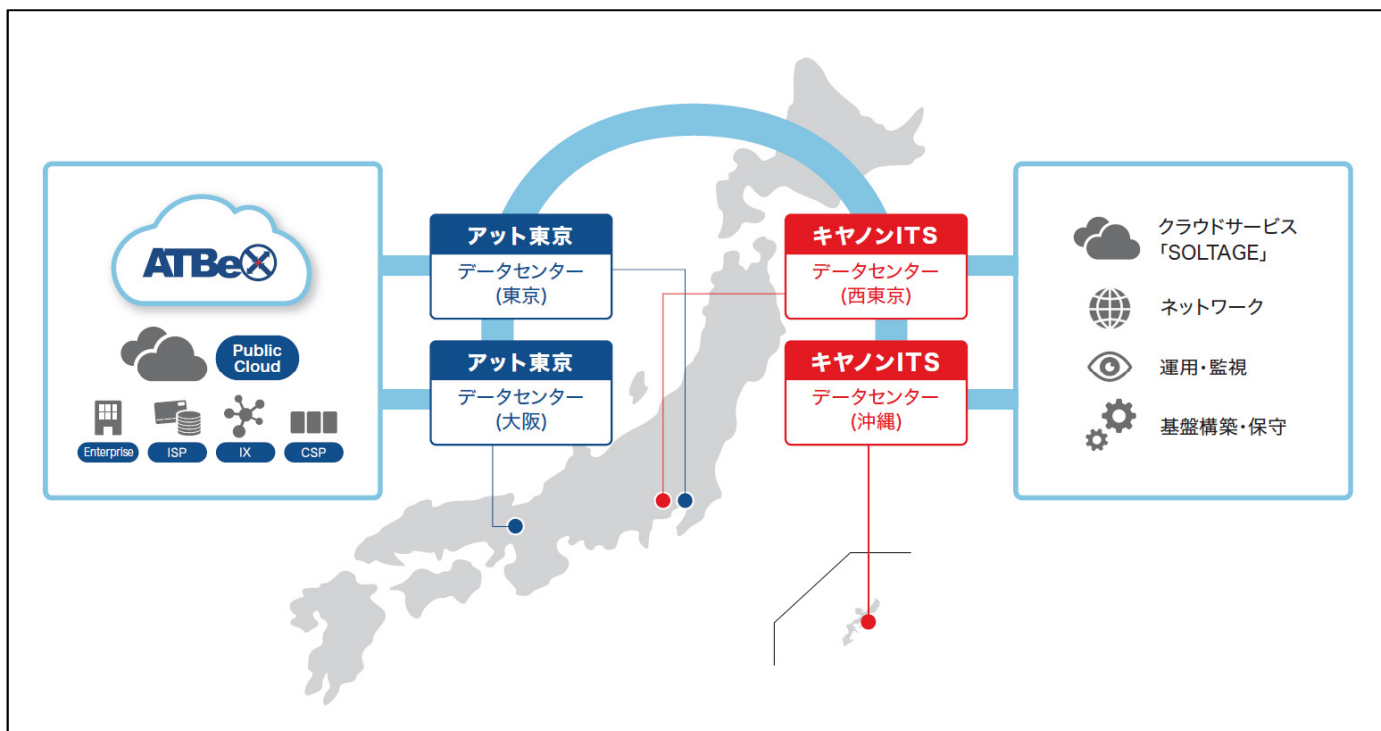 ATBeX
Public
Cloud
Enterprise
ISP
IX
CSP
アット東京
データセンター
(東京)
アット東京
データセンター
(大阪)
キヤノンITS
データセンター
(西東京)
キヤノンITS
データセンター
(沖縄)
クラウドサービス
「SOLTAGE」
ネットワーク
運用・監視
基盤構築・保守